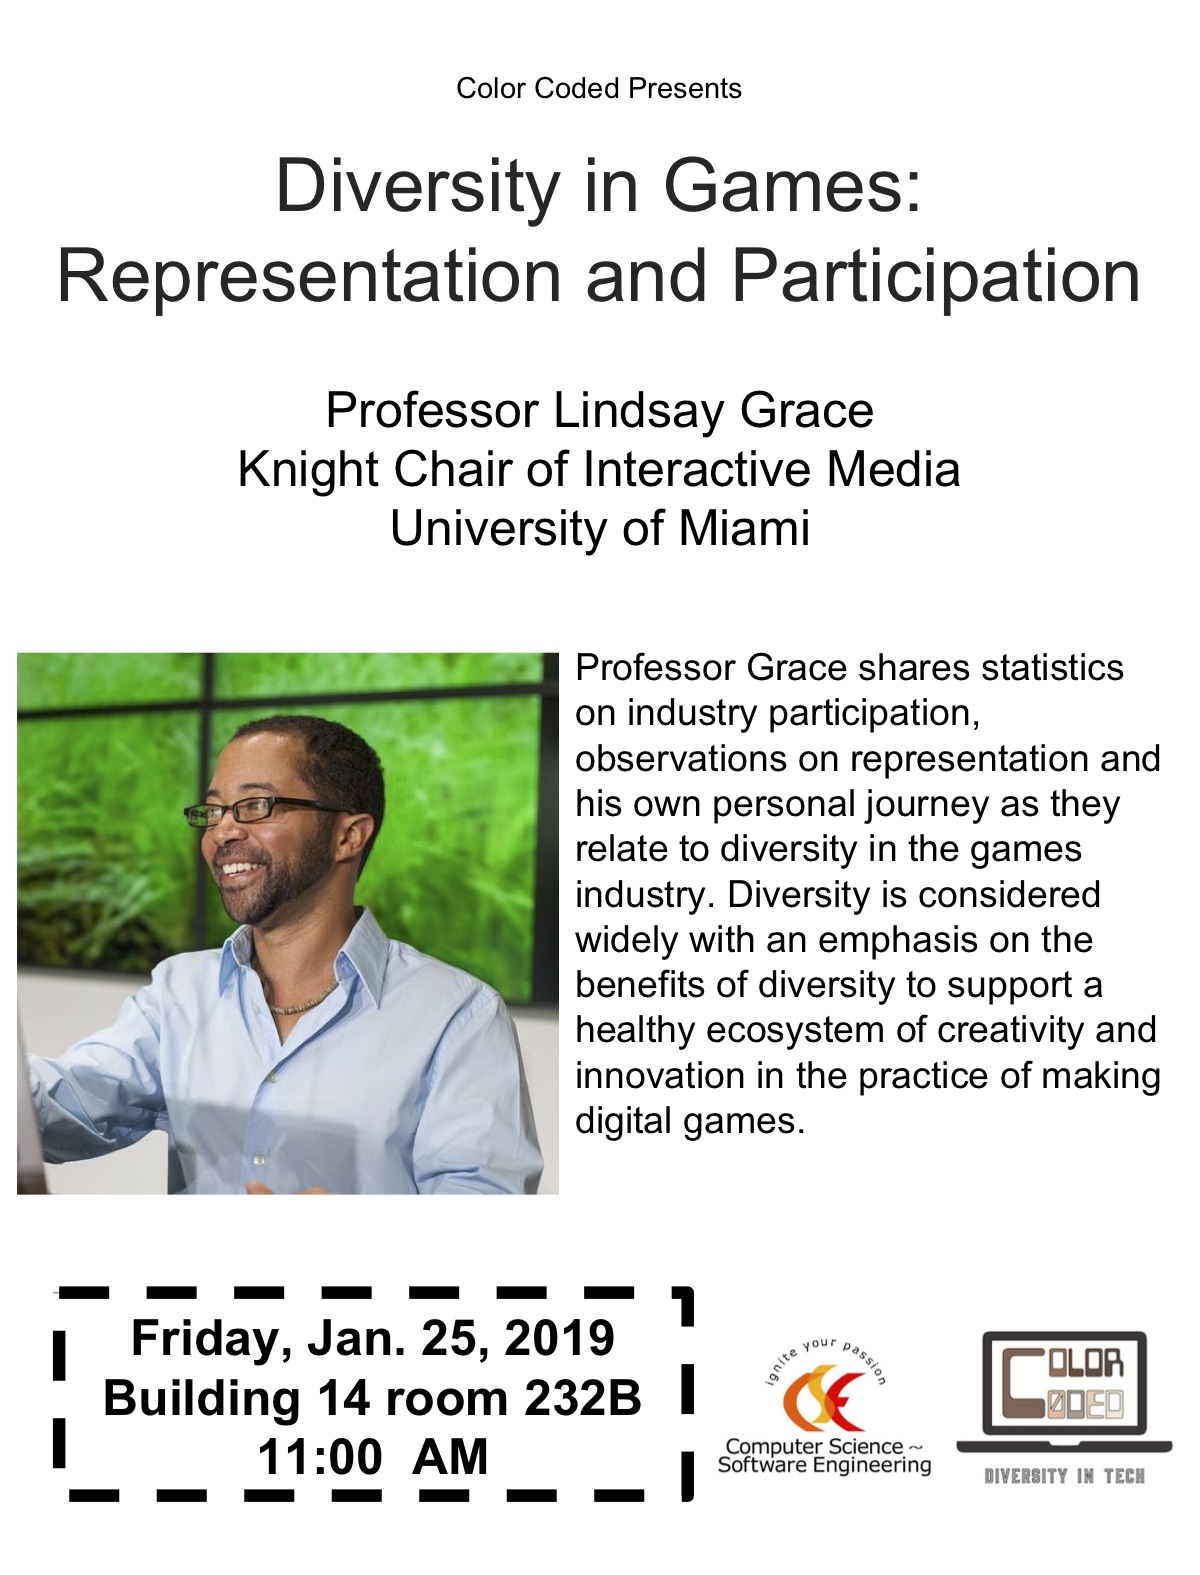 Color Coded Presents
Diversity in Games:
Representation and Participation
Professor Lindsay Grace
Knight Chair of Interactive Media
University of Miami
Professor Grace shares statistics
on industry participation,
observations on representation and
his own personal journey as they
relate to diversity in the games
industry. Diversity is considered
widely with an emphasis on the
benefits of diversity to support a
healthy ecosystem of creativity and
innovation in the practice of making
digital games.
Friday, Jan. 25, 2019
Building 14 room 232B
11:00 AM
ignite your passion
CSE
Computer Science ~
Software Engineering
COLOR
CODED
DIVERSITY IN TECH